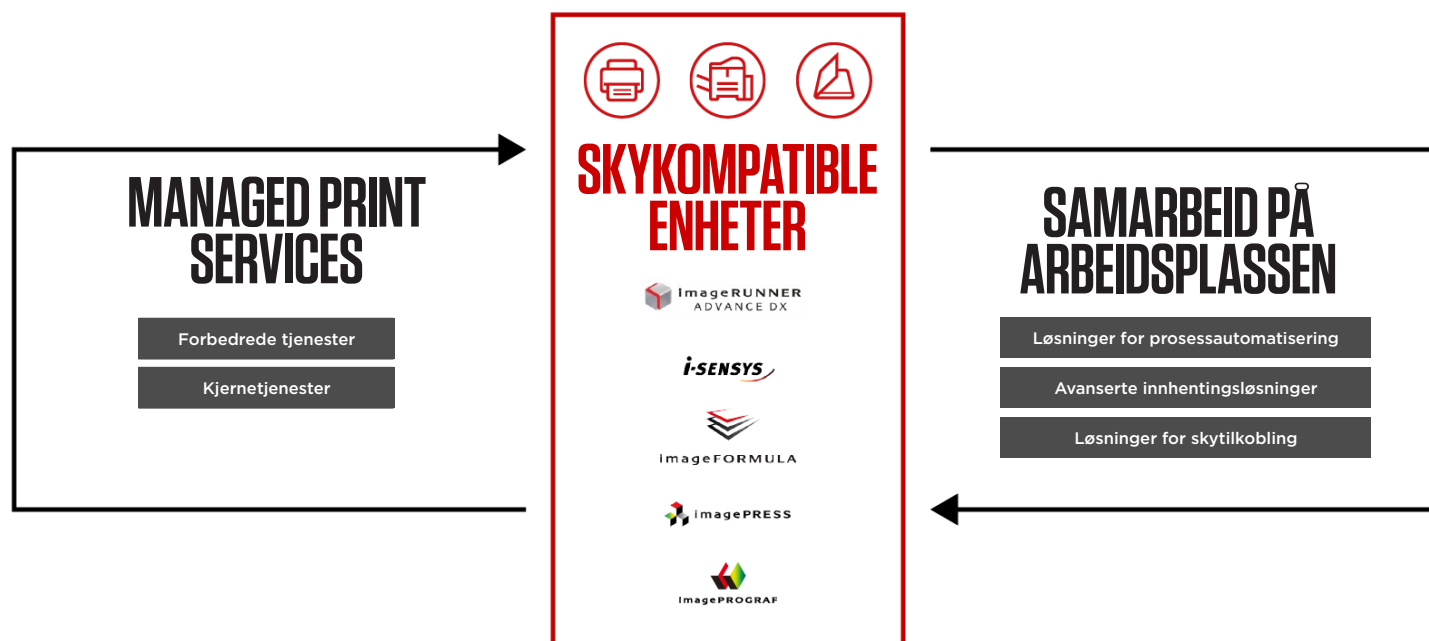 MANAGED PRINT
SERVICES
Forbedrede tjenester
Kjernetjenester
SKYKOMPATIBLE
ENHETER
imageRUNNER
ADVANCE DX
i-SENSYS
imageFORMULA
imagePRESS
imagePROGRAF
SAMARBEID PÅ
ARBEIDSPLASSEN
Løsninger for prosessautomatisering
Avanserte innhentingsløsninger
Løsninger for skytilkobling